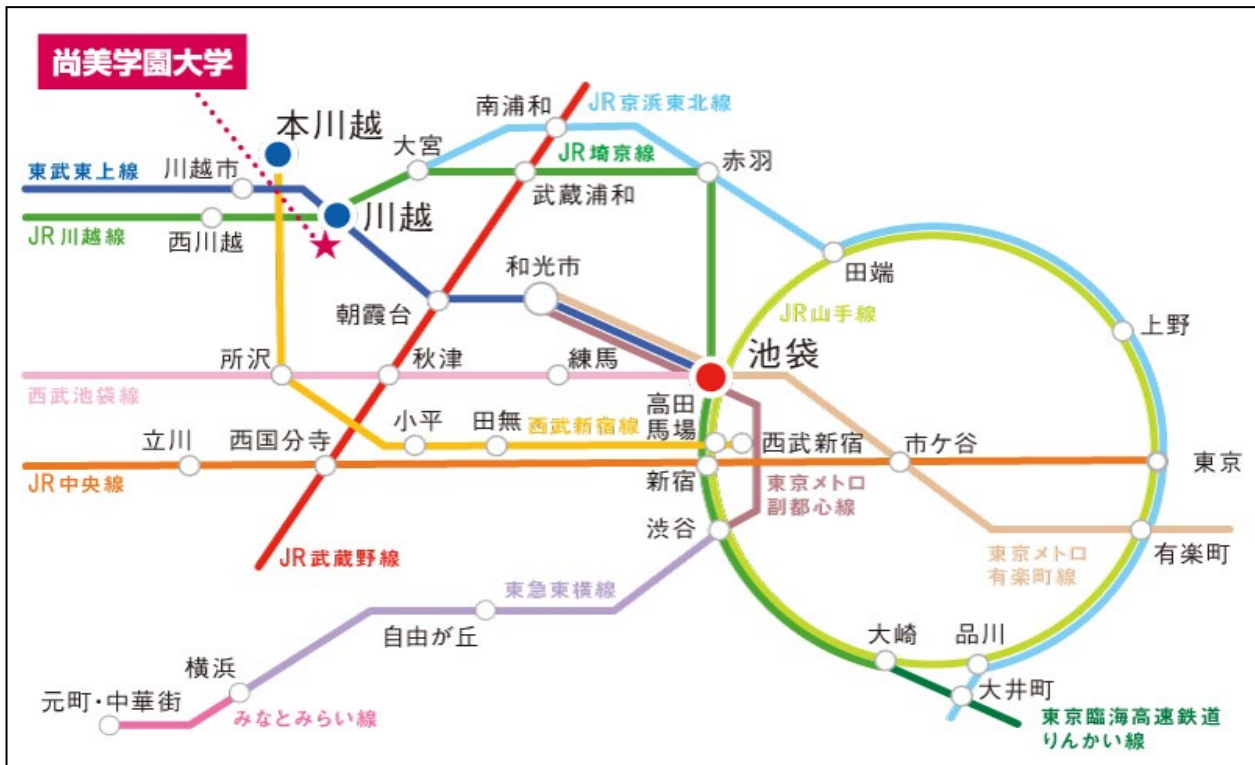 尚美学園大学
南浦和
JR京浜東北線
本川越
大宮
JR埼京線
赤羽
東武東上線
川越市
武蔵浦和
川越
JR川越線
西川越
和光市
田端
朝霞台
JR山手線
上野
所沢
秋津
練馬
池袋
西武池袋線
高田
馬場
小平
田無
西武新宿線
西武新宿
市ケ谷
立川
西国分寺
東京
JR中央線
新宿
東京メトロ
副都心線
渋谷
JR武蔵野線
東京メトロ
有楽町線
有楽町
東急東横線
自由が丘
大崎
品川
横浜
大井町
元町・中華街
みなとみらい線
東京臨海高速鉄道
りんかい線